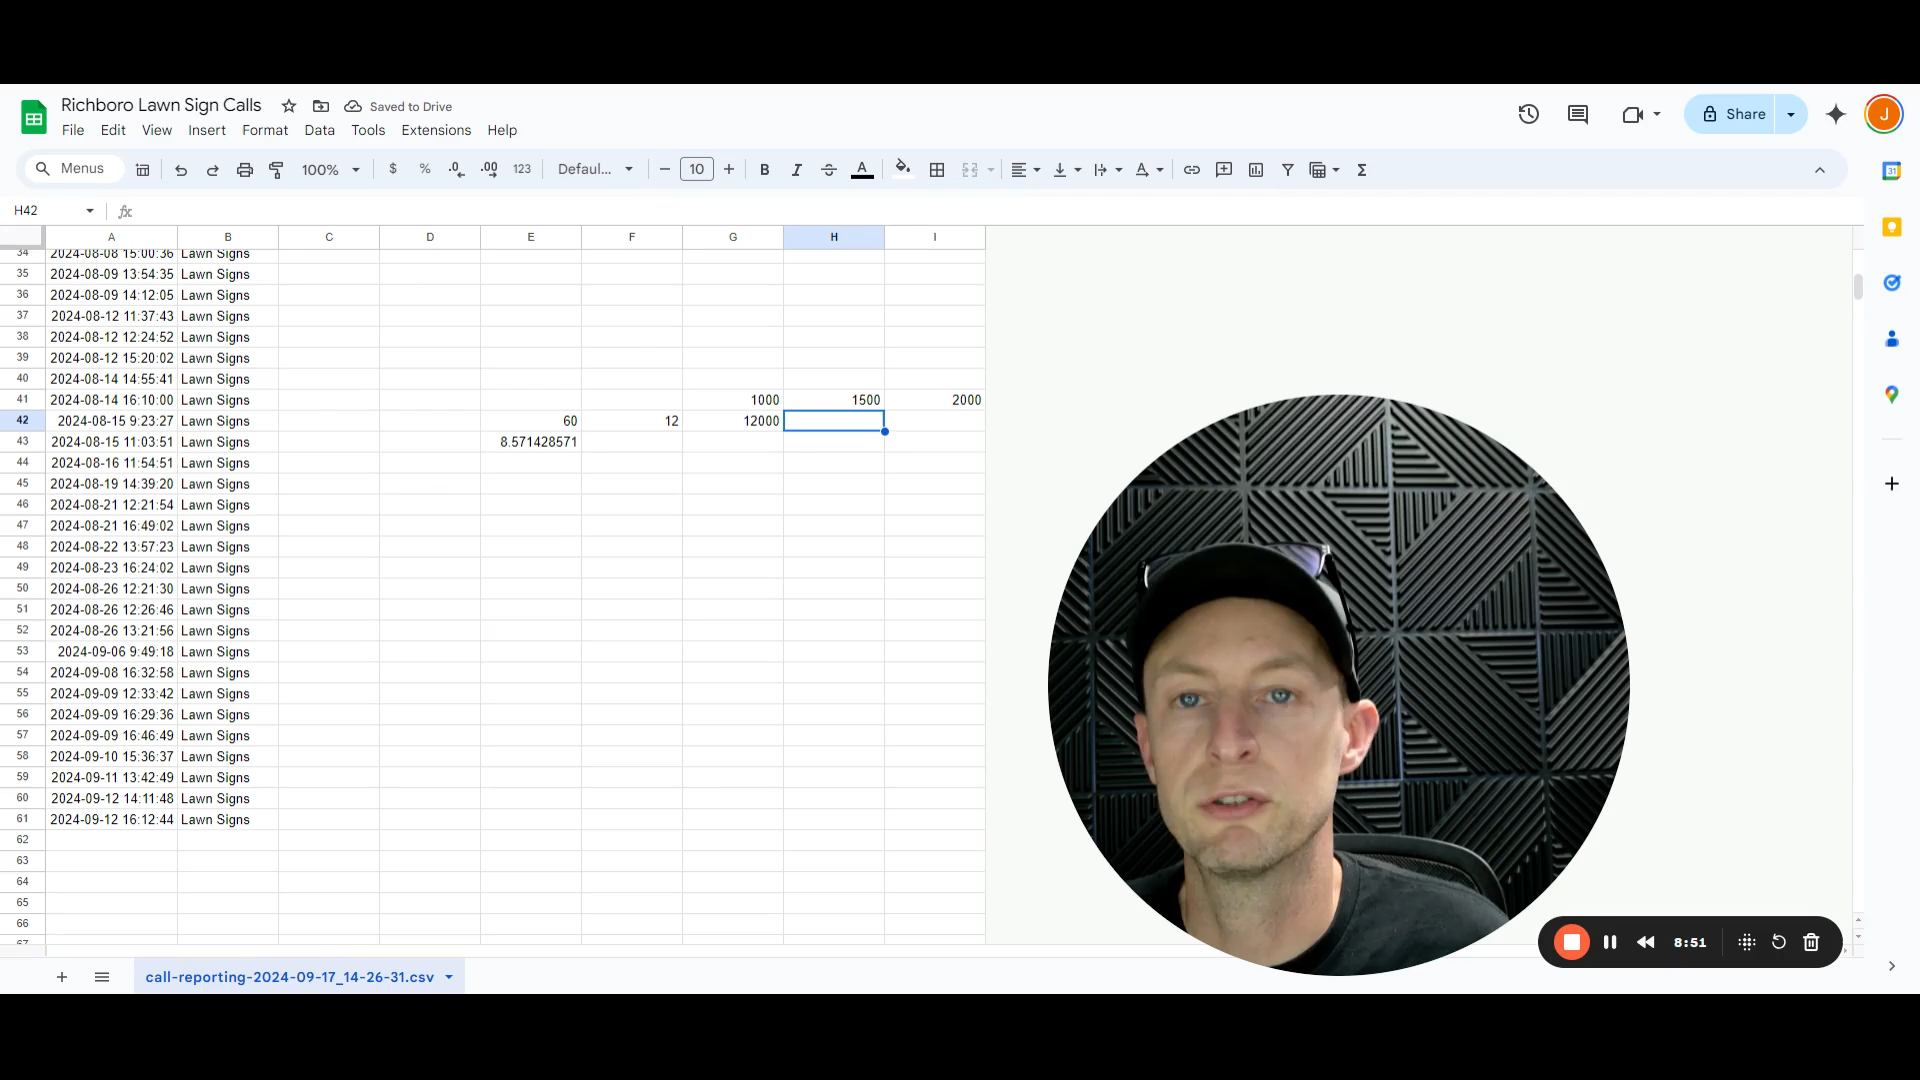 Richboro Lawn Sign Calls Saved to Drive
File Edit View Insert Format Data Tools Extensions Help
Share
J
Menus 100% $ % .0 .00 123 Defaul... 10 B I A
31
H42 fx
A B C D E F G H I
34 2024-08-08 15:00:36 Lawn Signs
35 2024-08-09 13:54:35 Lawn Signs
36 2024-08-09 14:12:05 Lawn Signs
37 2024-08-12 11:37:43 Lawn Signs
38 2024-08-12 12:24:52 Lawn Signs
39 2024-08-12 15:20:02 Lawn Signs
40 2024-08-14 14:55:41 Lawn Signs
41 2024-08-14 16:10:00 Lawn Signs 1000 1500 2000
42 2024-08-15 9:23:27 Lawn Signs 60 12 12000
43 2024-08-15 11:03:51 Lawn Signs 8.571428571
44 2024-08-16 11:54:51 Lawn Signs
45 2024-08-19 14:39:20 Lawn Signs
46 2024-08-21 12:21:54 Lawn Signs
47 2024-08-21 16:49:02 Lawn Signs
48 2024-08-22 13:57:23 Lawn Signs
49 2024-08-23 16:24:02 Lawn Signs
50 2024-08-26 12:21:30 Lawn Signs
51 2024-08-26 12:26:46 Lawn Signs
52 2024-08-26 13:21:56 Lawn Signs
53 2024-09-06 9:49:18 Lawn Signs
54 2024-09-08 16:32:58 Lawn Signs
55 2024-09-09 12:33:42 Lawn Signs
56 2024-09-09 16:29:36 Lawn Signs
57 2024-09-09 16:46:49 Lawn Signs
58 2024-09-10 15:36:37 Lawn Signs
59 2024-09-11 13:42:49 Lawn Signs
60 2024-09-12 14:11:48 Lawn Signs
61 2024-09-12 16:12:44 Lawn Signs
62
63
64
65
66
67
8:51
call-reporting-2024-09-17_14-26-31.csv